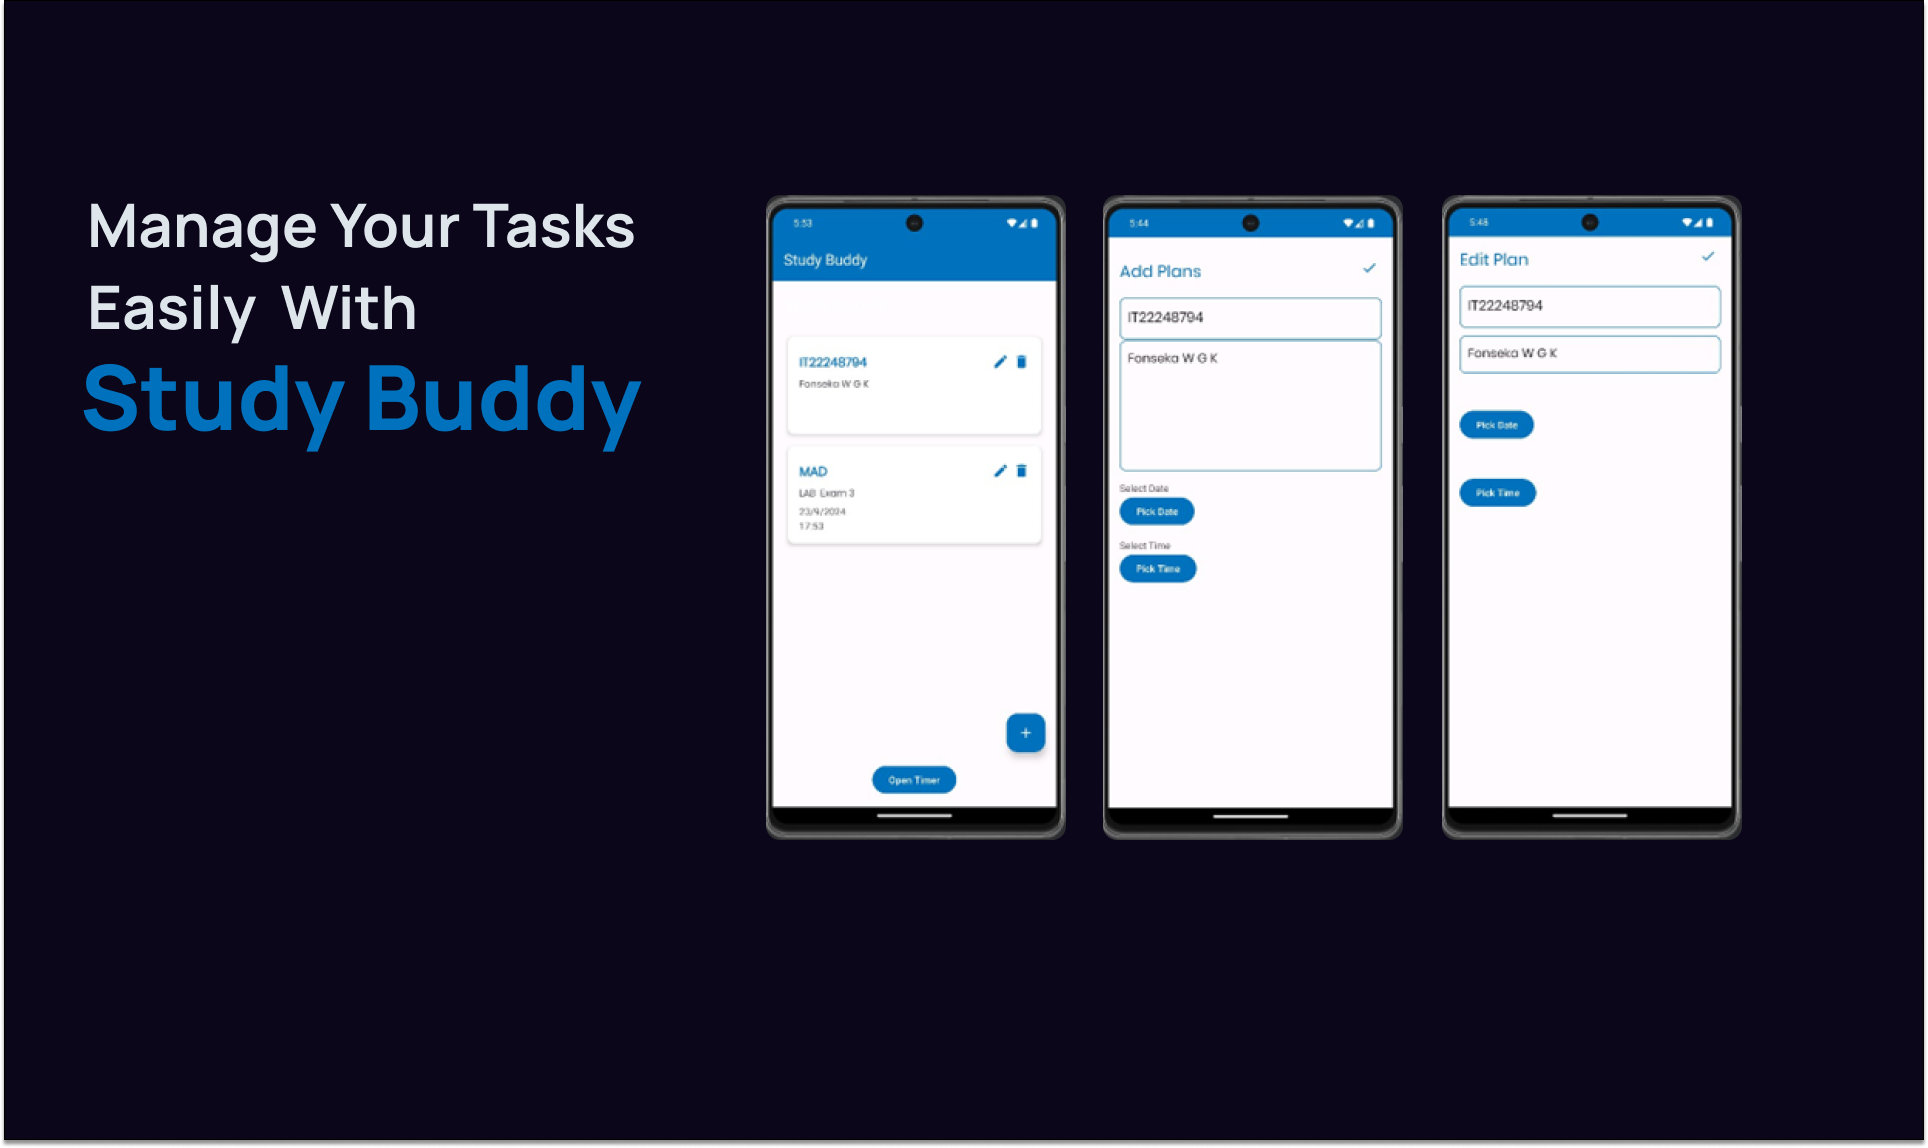 Manage Your Tasks
Easily With
Study Buddy
5:53
Study Buddy
IT22248794
Fonseka W G K
MAD
LAB Exam 3
23/4/2024
17:53
+
Open Timer
5:44
Add Plans
IT22248794
Fonseka W G K
Select Date
Pick Date
Select Time
Pick Time
5:48
Edit Plan
IT22248794
Fonseka W G K
Pick Date
Pick Time